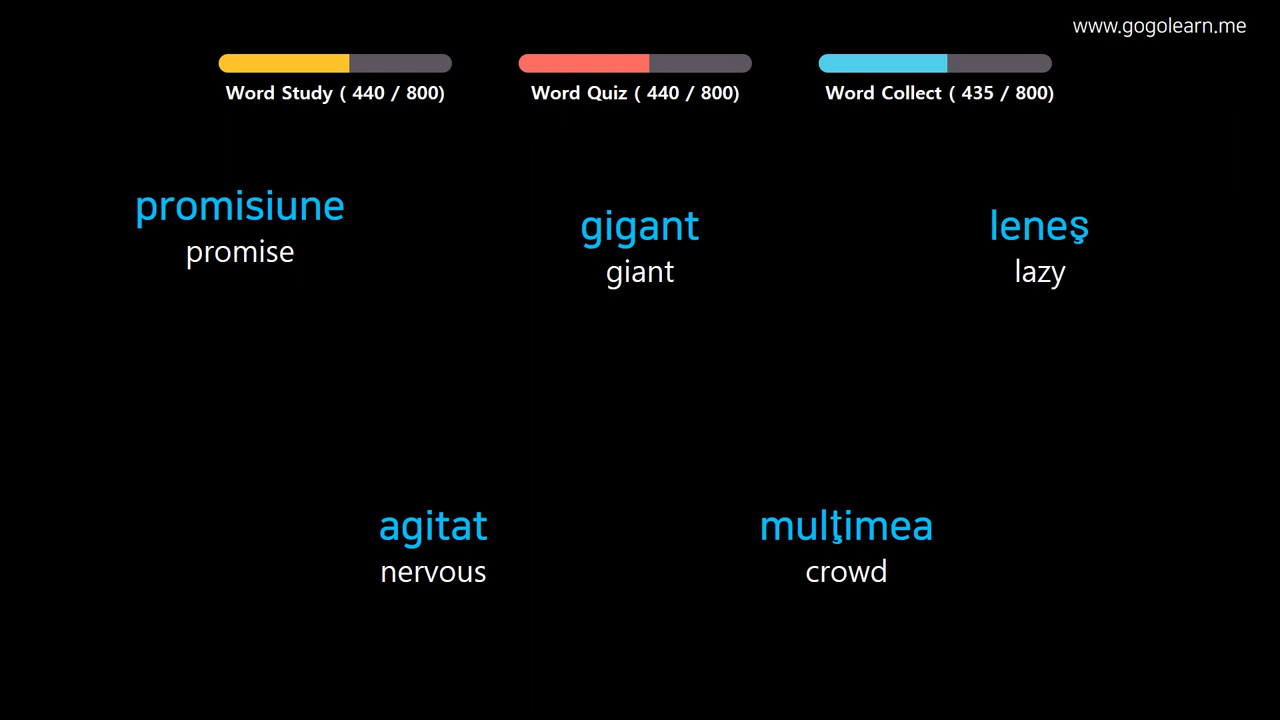 www.gogolearn.me
Word Study ( 440 / 800)
Word Quiz ( 440 / 800)
Word Collect ( 435 / 800)
promisiune
promise
gigant
giant
leneş
lazy
agitat
nervous
mulţimea
crowd